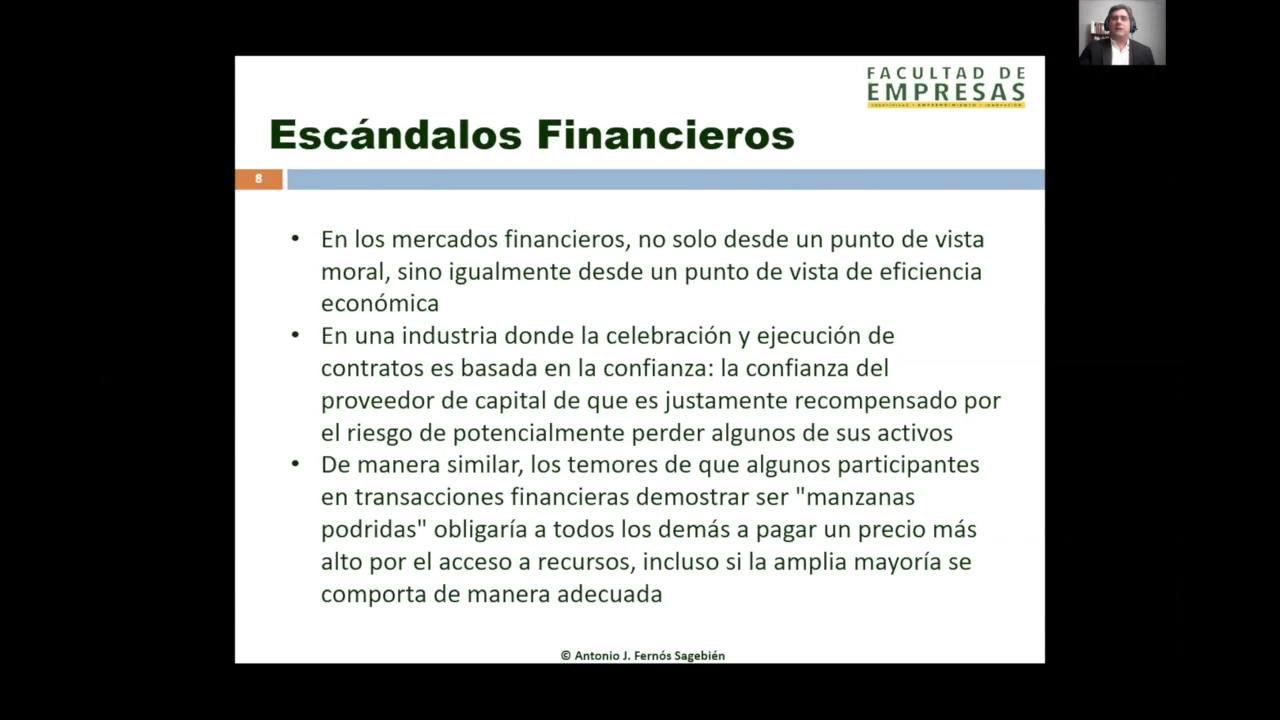 FACULTAD DE
EMPRESAS
Escándalos Financieros
8
• En los mercados financieros, no solo desde un punto de vista
moral, sino igualmente desde un punto de vista de eficiencia
económica
• En una industria donde la celebración y ejecución de
contratos es basada en la confianza: la confianza del
proveedor de capital de que es justamente recompensado por
el riesgo de potencialmente perder algunos de sus activos
• De manera similar, los temores de que algunos participantes
en transacciones financieras demostrar ser "manzanas
podridas" obligaría a todos los demás a pagar un precio más
alto por el acceso a recursos, incluso si la amplia mayoría se
comporta de manera adecuada
© Antonio J. Fernós Sagebién